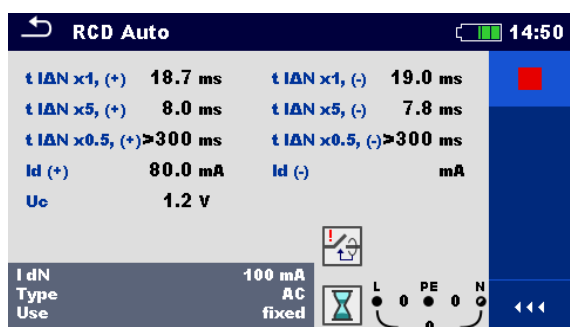 RCD Auto 14:50
t IΔN x1, (+) 18.7 ms t IΔN x1, (-) 19.0 ms
t IΔN x5, (+) 8.0 ms t IΔN x5, (-) 7.8 ms
t IΔN x0.5, (+) >300 ms t IΔN x0.5, (-) >300 ms
Id (+) 80.0 mA Id (-) mA
Uc 1.2 V
I dN 100 mA
Type AC
Use fixed
L PE N
0 0
0